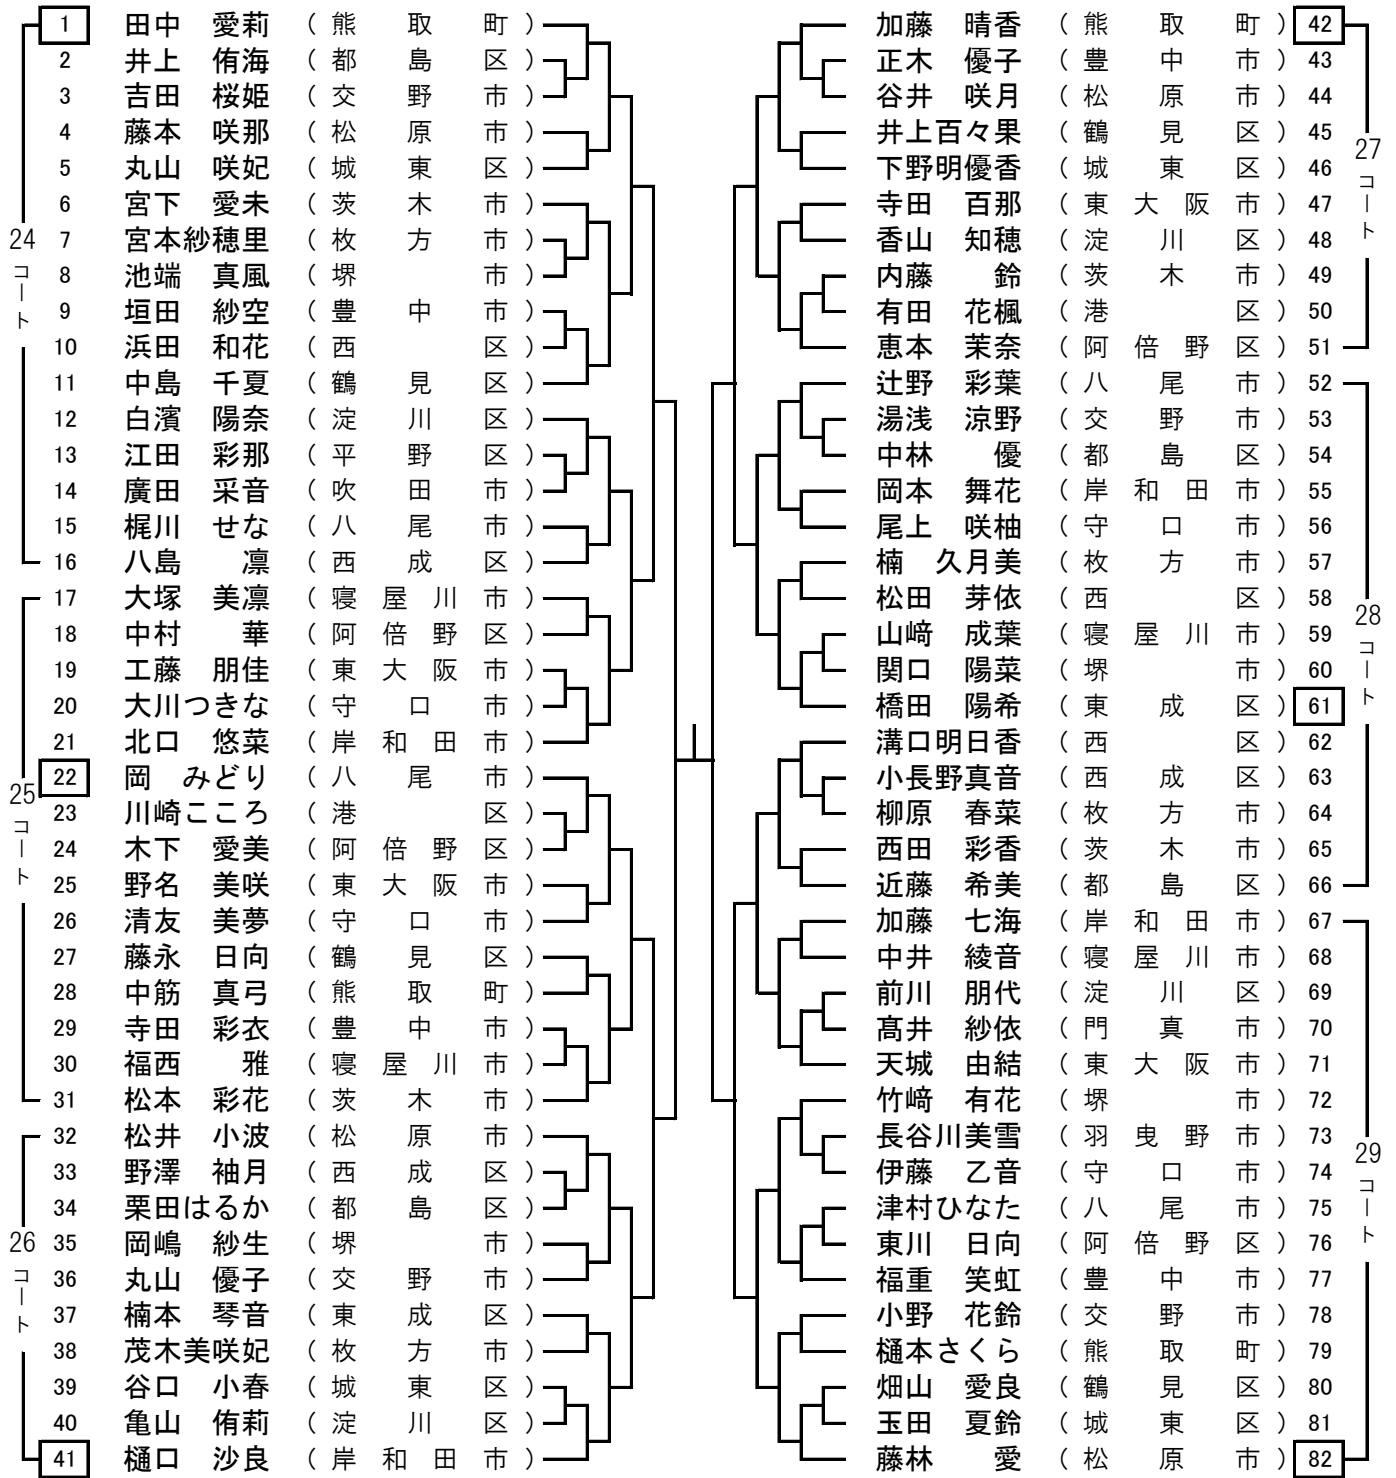 1 田中 愛莉 (熊取町)
2 井上 侑海 (都島区)
3 吉田 桜姫 (交野市)
4 藤本 咲那 (松原市)
5 丸山 咲妃 (城東区)
6 宮下 愛未 (茨木市)
7 宮本紗穂里 (枚方市)
8 池端 真風 (堺市)
9 垣田 紗空 (豊中市)
10 浜田 和花 (西区)
11 中島 千夏 (鶴見区)
12 白濱 陽奈 (淀川区)
13 江田 彩那 (平野区)
14 廣田 采音 (吹田市)
15 梶川 せな (八尾市)
16 八島 凛 (西成区)
24コート
17 大塚 美凛 (寝屋川市)
18 中村 華 (阿倍野区)
19 工藤 朋佳 (東大阪市)
20 大川つきな (守口市)
21 北口 悠菜 (岸和田市)
22 岡 みどり (八尾市)
23 川崎こころ (港区)
24 木下 愛美 (阿倍野区)
25 野名 美咲 (東大阪市)
26 清友 美夢 (守口市)
27 藤永 日向 (鶴見区)
28 中筋 真弓 (熊取町)
29 寺田 彩衣 (豊中市)
30 福西 雅 (寝屋川市)
31 松本 彩花 (茨木市)
25コート
32 松井 小波 (松原市)
33 野澤 袖月 (西成区)
34 栗田はるか (都島区)
35 岡嶋 紗生 (堺市)
36 丸山 優子 (交野市)
37 楠本 琴音 (東成区)
38 茂木美咲妃 (枚方市)
39 谷口 小春 (城東区)
40 亀山 侑莉 (淀川区)
41 樋口 沙良 (岸和田市)
26コート
加藤 晴香 (熊取町) 42
正木 優子 (豊中市) 43
谷井 咲月 (松原市) 44
井上百々果 (鶴見区) 45
下野明優香 (城東区) 46
寺田 百那 (東大阪市) 47
香山 知穂 (淀川区) 48
内藤 鈴 (茨木市) 49
有田 花楓 (港区) 50
恵本 茉奈 (阿倍野区) 51
27コート
辻野 彩葉 (八尾市) 52
湯浅 涼野 (交野市) 53
中林 優 (都島区) 54
岡本 舞花 (岸和田市) 55
尾上 咲柚 (守口市) 56
楠 久月美 (枚方市) 57
松田 芽依 (西区) 58
山﨑 成葉 (寝屋川市) 59
関口 陽菜 (堺市) 60
橋田 陽希 (東成区) 61
溝口明日香 (西区) 62
小長野真音 (西成区) 63
柳原 春菜 (枚方市) 64
西田 彩香 (茨木市) 65
近藤 希美 (都島区) 66
28コート
加藤 七海 (岸和田市) 67
中井 綾音 (寝屋川市) 68
前川 朋代 (淀川区) 69
髙井 紗依 (門真市) 70
天城 由結 (東大阪市) 71
竹﨑 有花 (堺市) 72
長谷川美雪 (羽曳野市) 73
伊藤 乙音 (守口市) 74
津村ひなた (八尾市) 75
東川 日向 (阿倍野区) 76
福重 笑虹 (豊中市) 77
小野 花鈴 (交野市) 78
樋本さくら (熊取町) 79
畑山 愛良 (鶴見区) 80
玉田 夏鈴 (城東区) 81
藤林 愛 (松原市) 82
29コート